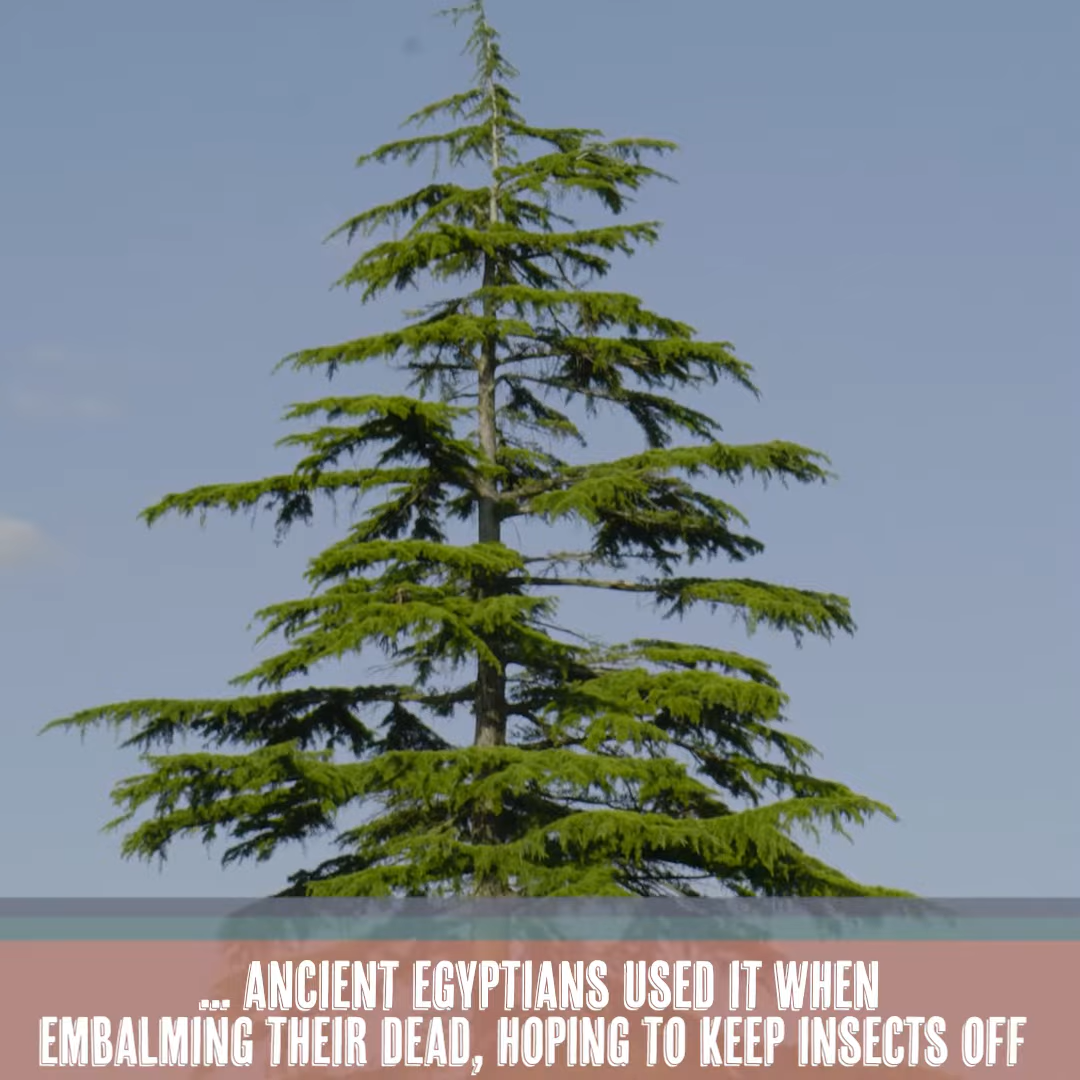 ... ANCIENT EGYPTIANS USED IT WHEN
EMBALMING THEIR DEAD, HOPING TO KEEP INSECTS OFF